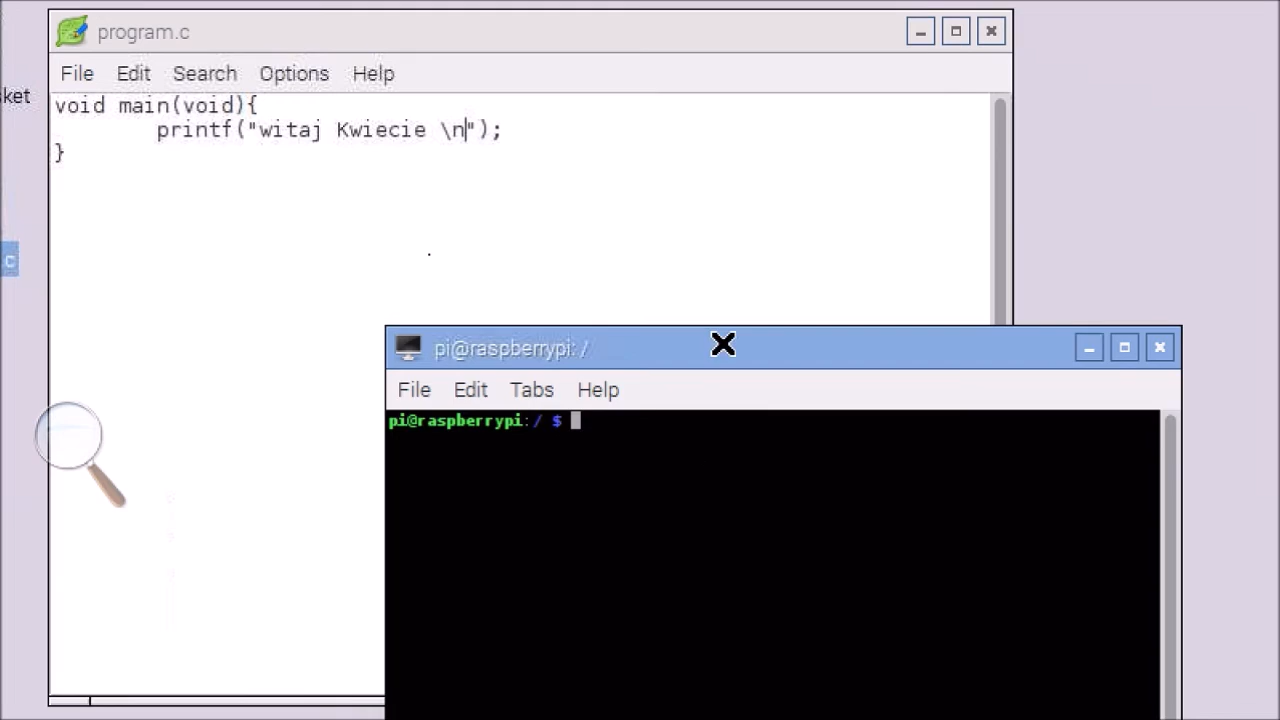 program.c
File Edit Search Options Help
void main(void){
printf("witaj Kwiecie \n");
}
ket
c
pi@raspberrypi: /
File Edit Tabs Help
pi@raspberrypi:/ $